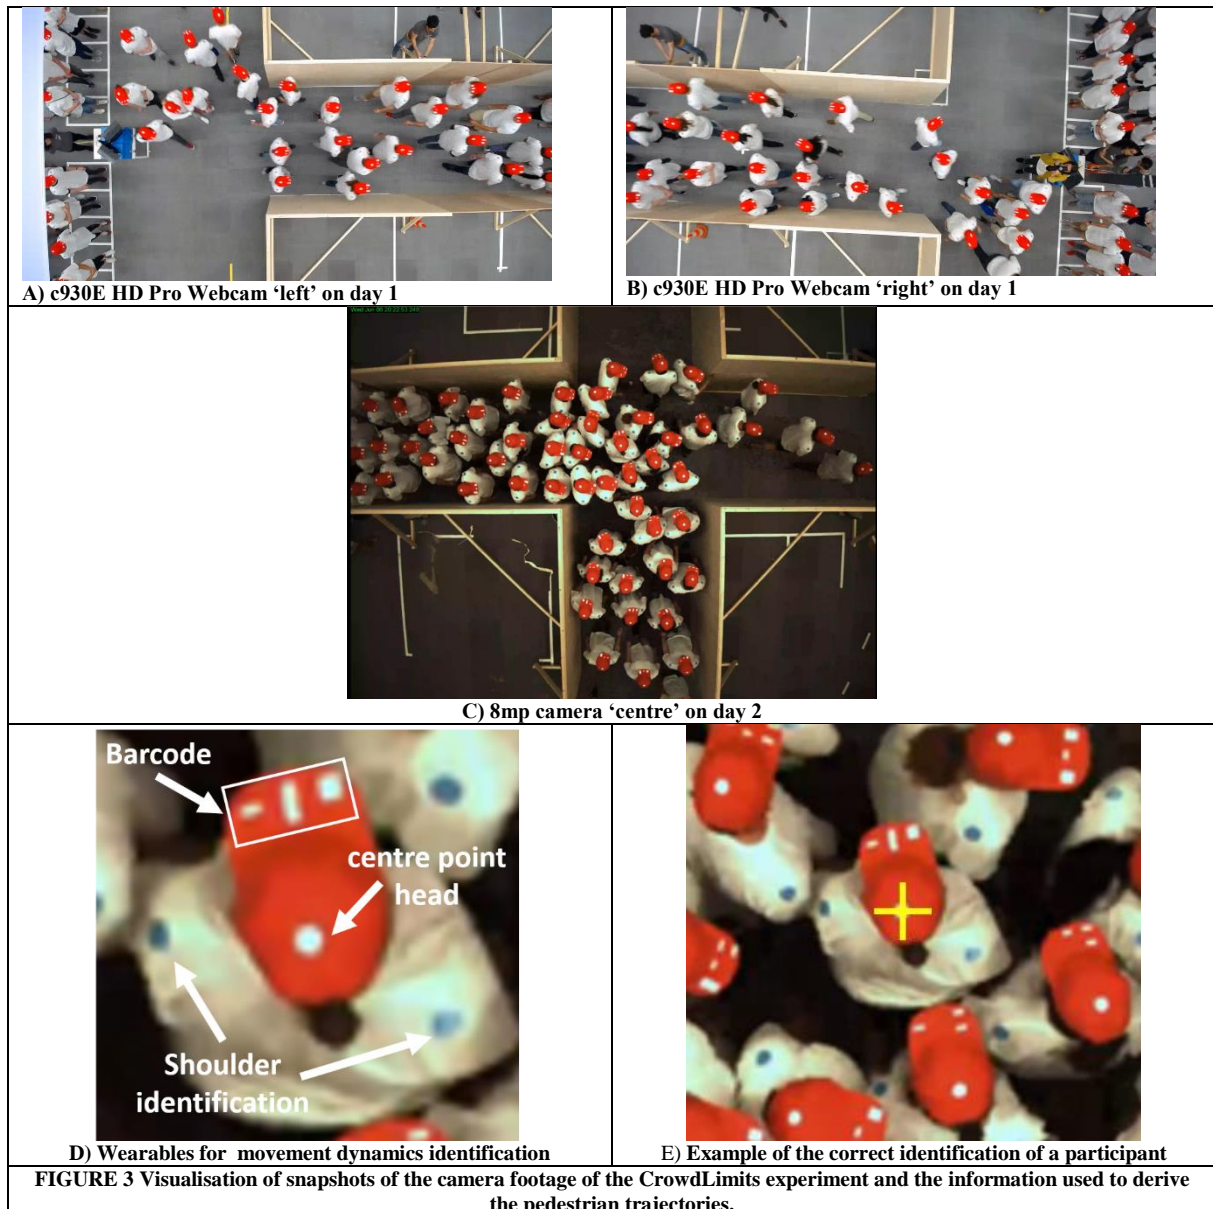 A) c930E HD Pro Webcam ‘left’ on day 1
B) c930E HD Pro Webcam ‘right’ on day 1
C) 8mp camera ‘centre’ on day 2
Barcode
centre point
head
Shoulder
identification
D) Wearables for movement dynamics identification
E) Example of the correct identification of a participant
FIGURE 3 Visualisation of snapshots of the camera footage of the CrowdLimits experiment and the information used to derive
the pedestrian trajectories.